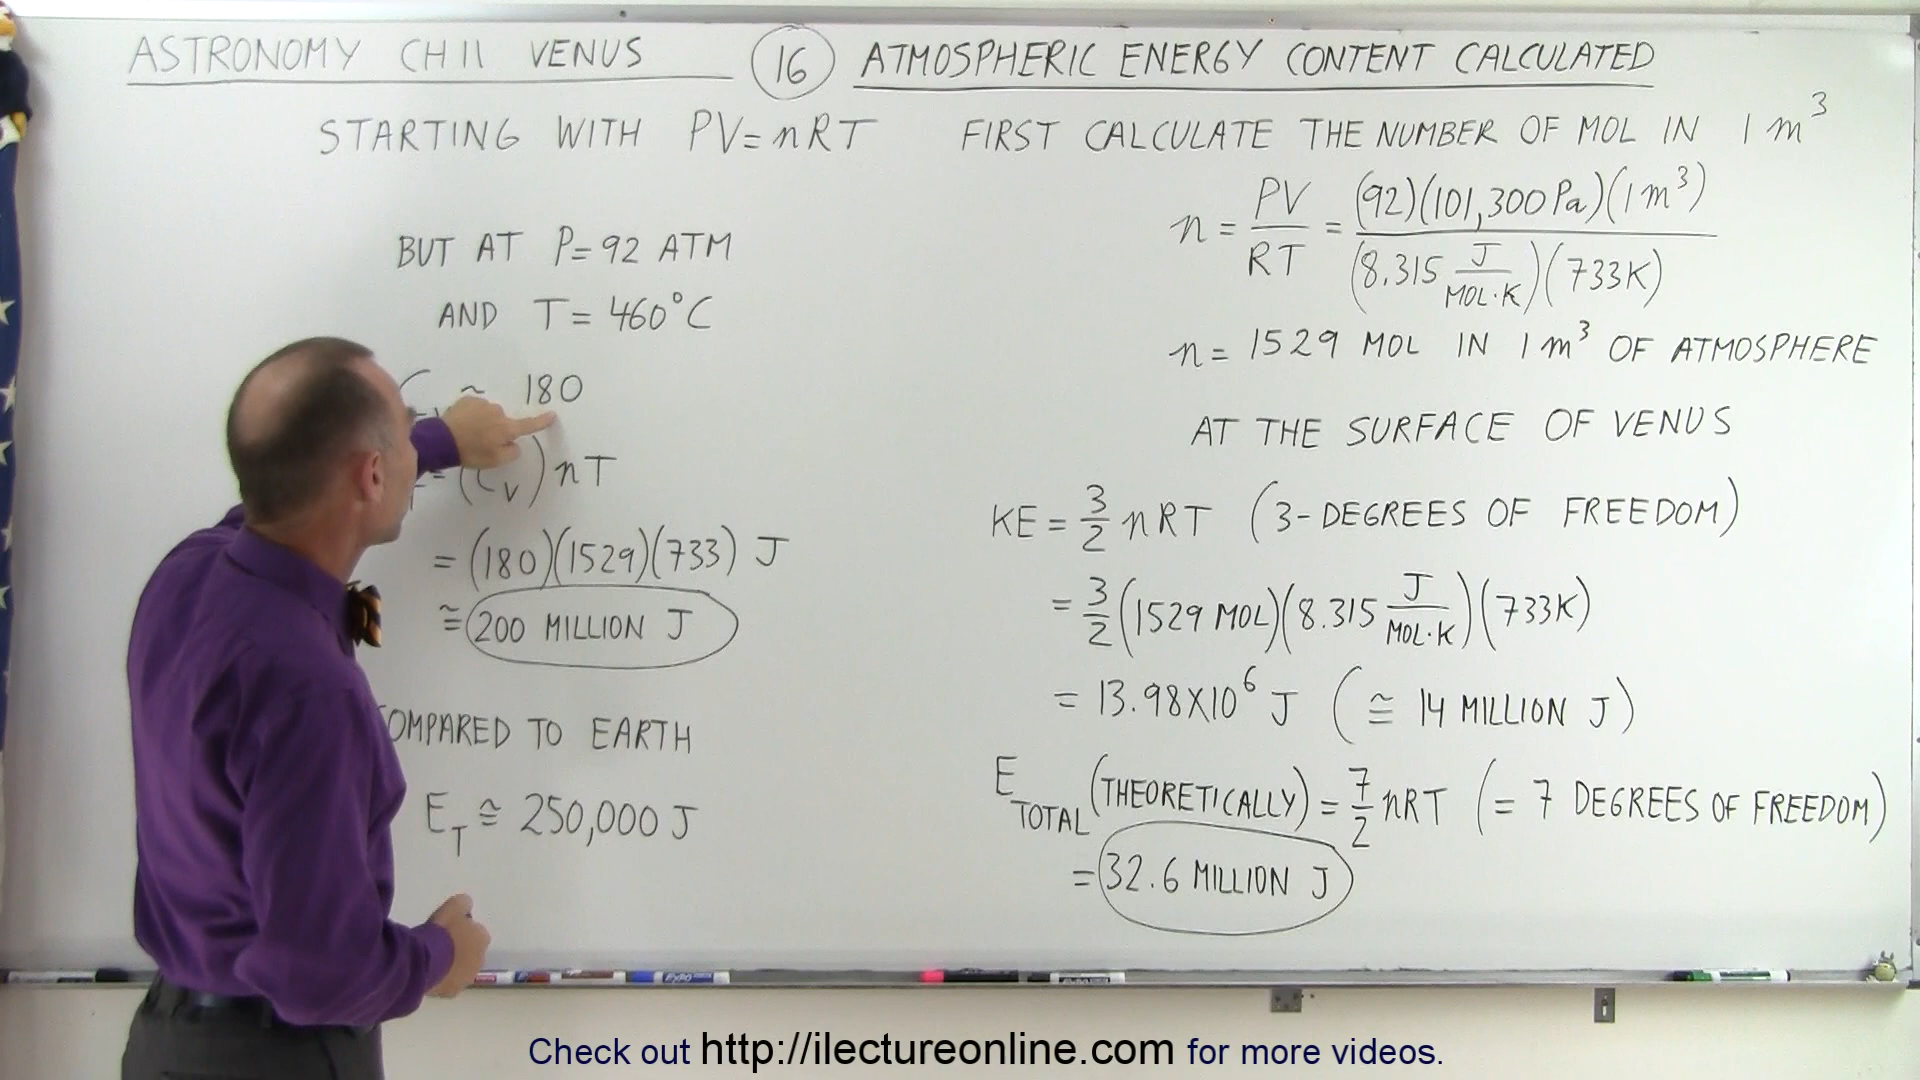 ASTRONOMY CH 11 VENUS 16 ATMOSPHERIC ENERGY CONTENT CALCULATED
STARTING WITH PV=nRT FIRST CALCULATE THE NUMBER OF MOL IN 1 m³
BUT AT P=92 ATM
AND T=460°C
≈ 180
(Cv)nT
= (180)(1529)(733) J
≅ 200 MILLION J
COMPARED TO EARTH
E_T ≅ 250,000 J
n = PV/RT = (92)(101,300 Pa)(1 m³)/(8.315 J/MOL·K)(733K)
n = 1529 MOL IN 1 m³ OF ATMOSPHERE
AT THE SURFACE OF VENUS
KE = 3/2 nRT (3-DEGREES OF FREEDOM)
= 3/2 (1529 MOL)(8.315 J/MOL·K)(733K)
= 13.98X10⁶ J (≅ 14 MILLION J)
E_TOTAL (THEORETICALLY) = 7/2 nRT (= 7 DEGREES OF FREEDOM)
= 32.6 MILLION J
EXPO
Check out http://ilectureonline.com for more videos.